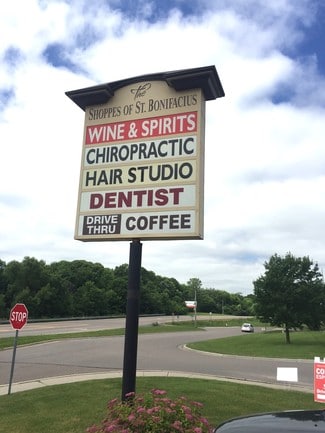 The
Shoppes of St. Bonifacius
WINE & SPIRITS
CHIROPRACTIC
HAIR STUDIO
DENTIST
DRIVE THRU COFFEE
STOP